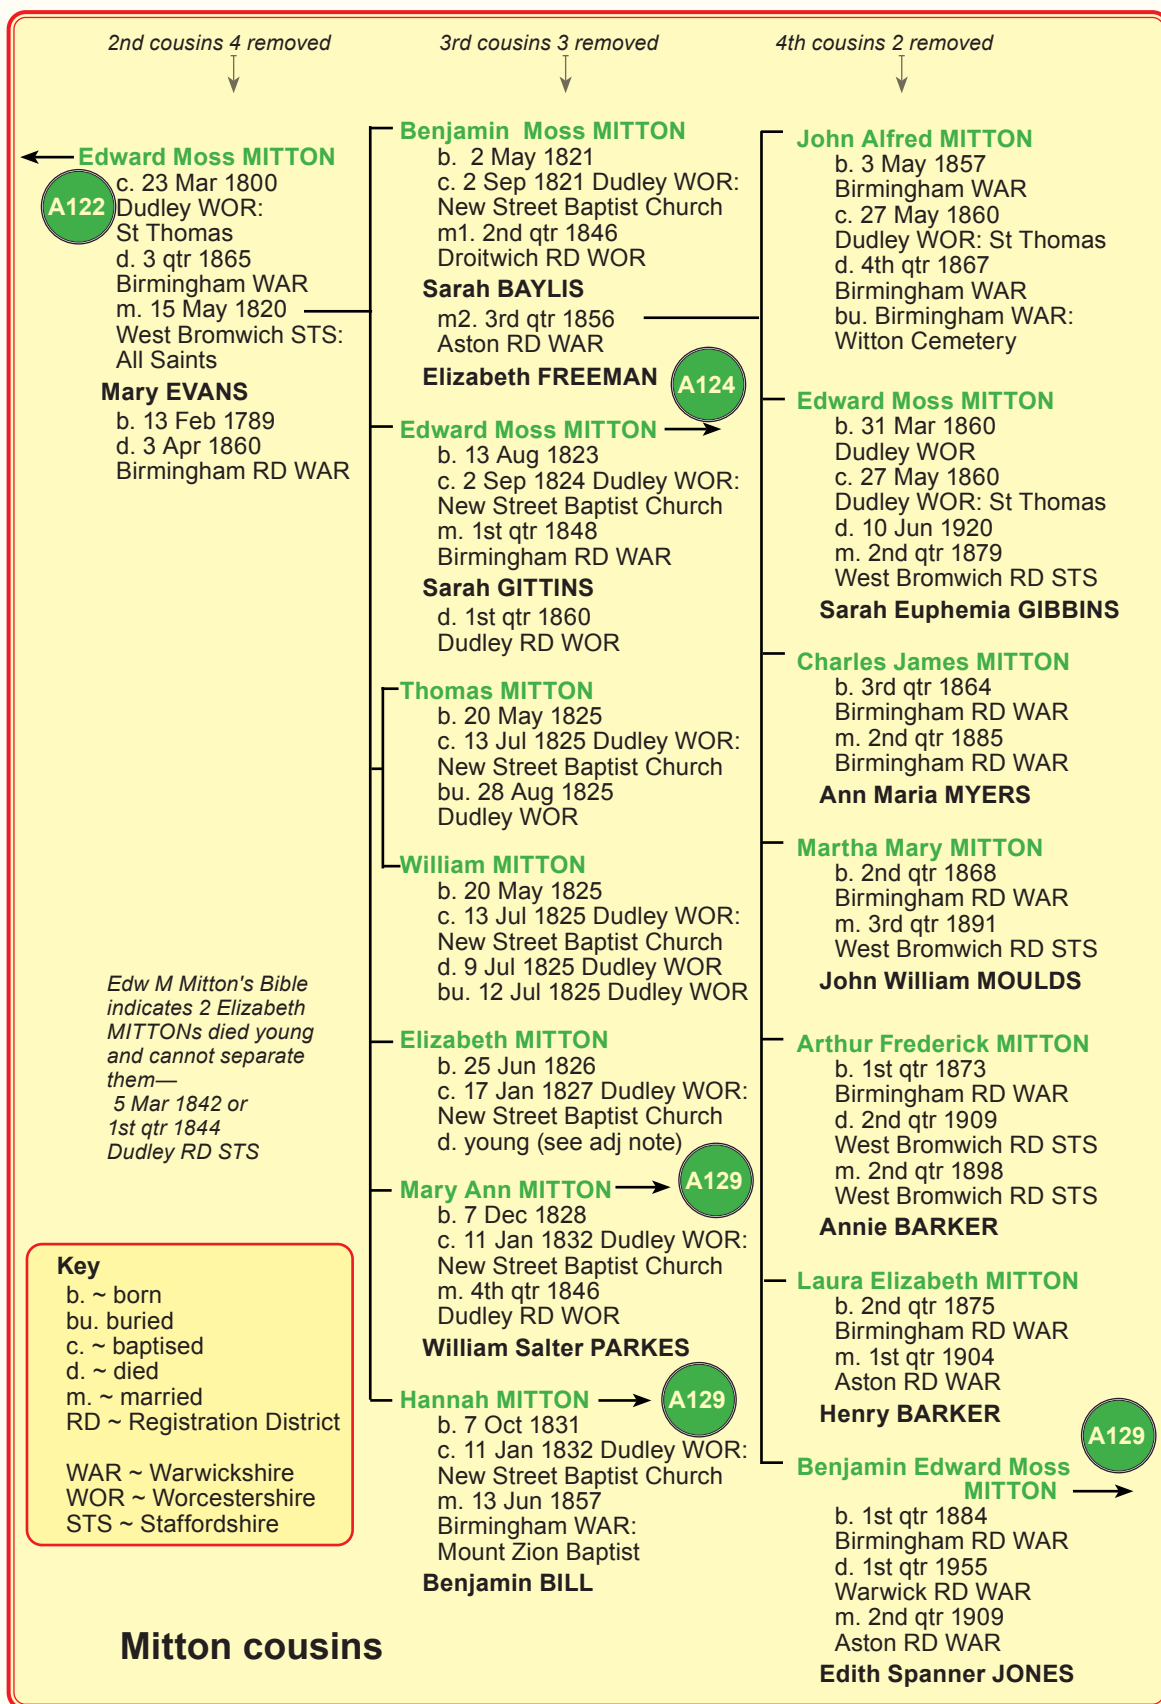 2nd cousins 4 removed
3rd cousins 3 removed
4th cousins 2 removed
Edward Moss MITTON
A122
c. 23 Mar 1800
Dudley WOR:
St Thomas
d. 3 qtr 1865
Birmingham WAR
m. 15 May 1820
West Bromwich STS:
All Saints
Mary EVANS
b. 13 Feb 1789
d. 3 Apr 1860
Birmingham RD WAR
Edw M Mitton's Bible
indicates 2 Elizabeth
MITTONs died young
and cannot separate
them—
5 Mar 1842 or
1st qtr 1844
Dudley RD STS
Key
b. ~ born
bu. buried
c. ~ baptised
d. ~ died
m. ~ married
RD ~ Registration District
WAR ~ Warwickshire
WOR ~ Worcestershire
STS ~ Staffordshire
Benjamin Moss MITTON
b. 2 May 1821
c. 2 Sep 1821 Dudley WOR:
New Street Baptist Church
m1. 2nd qtr 1846
Droitwich RD WOR
Sarah BAYLIS
m2. 3rd qtr 1856
Aston RD WAR
Elizabeth FREEMAN
A124
Edward Moss MITTON
b. 13 Aug 1823
c. 2 Sep 1824 Dudley WOR:
New Street Baptist Church
m. 1st qtr 1848
Birmingham RD WAR
Sarah GITTINS
d. 1st qtr 1860
Dudley RD WOR
Thomas MITTON
b. 20 May 1825
c. 13 Jul 1825 Dudley WOR:
New Street Baptist Church
bu. 28 Aug 1825
Dudley WOR
William MITTON
b. 20 May 1825
c. 13 Jul 1825 Dudley WOR:
New Street Baptist Church
d. 9 Jul 1825 Dudley WOR
bu. 12 Jul 1825 Dudley WOR
Elizabeth MITTON
b. 25 Jun 1826
c. 17 Jan 1827 Dudley WOR:
New Street Baptist Church
d. young (see adj note)
Mary Ann MITTON
A129
b. 7 Dec 1828
c. 11 Jan 1832 Dudley WOR:
New Street Baptist Church
m. 4th qtr 1846
Dudley RD WOR
William Salter PARKES
Hannah MITTON
A129
b. 7 Oct 1831
c. 11 Jan 1832 Dudley WOR:
New Street Baptist Church
m. 13 Jun 1857
Birmingham WAR:
Mount Zion Baptist
Benjamin BILL
John Alfred MITTON
b. 3 May 1857
Birmingham WAR
c. 27 May 1860
Dudley WOR: St Thomas
d. 4th qtr 1867
Birmingham WAR
bu. Birmingham WAR:
Witton Cemetery
Edward Moss MITTON
b. 31 Mar 1860
Dudley WOR
c. 27 May 1860
Dudley WOR: St Thomas
d. 10 Jun 1920
m. 2nd qtr 1879
West Bromwich RD STS
Sarah Euphemia GIBBINS
Charles James MITTON
b. 3rd qtr 1864
Birmingham RD WAR
m. 2nd qtr 1885
Birmingham RD WAR
Ann Maria MYERS
Martha Mary MITTON
b. 2nd qtr 1868
Birmingham RD WAR
m. 3rd qtr 1891
West Bromwich RD STS
John William MOULDS
Arthur Frederick MITTON
b. 1st qtr 1873
Birmingham RD WAR
d. 2nd qtr 1909
West Bromwich RD STS
m. 2nd qtr 1898
West Bromwich RD STS
Annie BARKER
Laura Elizabeth MITTON
b. 2nd qtr 1875
Birmingham RD WAR
m. 1st qtr 1904
Aston RD WAR
Henry BARKER
A129
Benjamin Edward Moss
MITTON
b. 1st qtr 1884
Birmingham RD WAR
d. 1st qtr 1955
Warwick RD WAR
m. 2nd qtr 1909
Aston RD WAR
Edith Spanner JONES
Mitton cousins